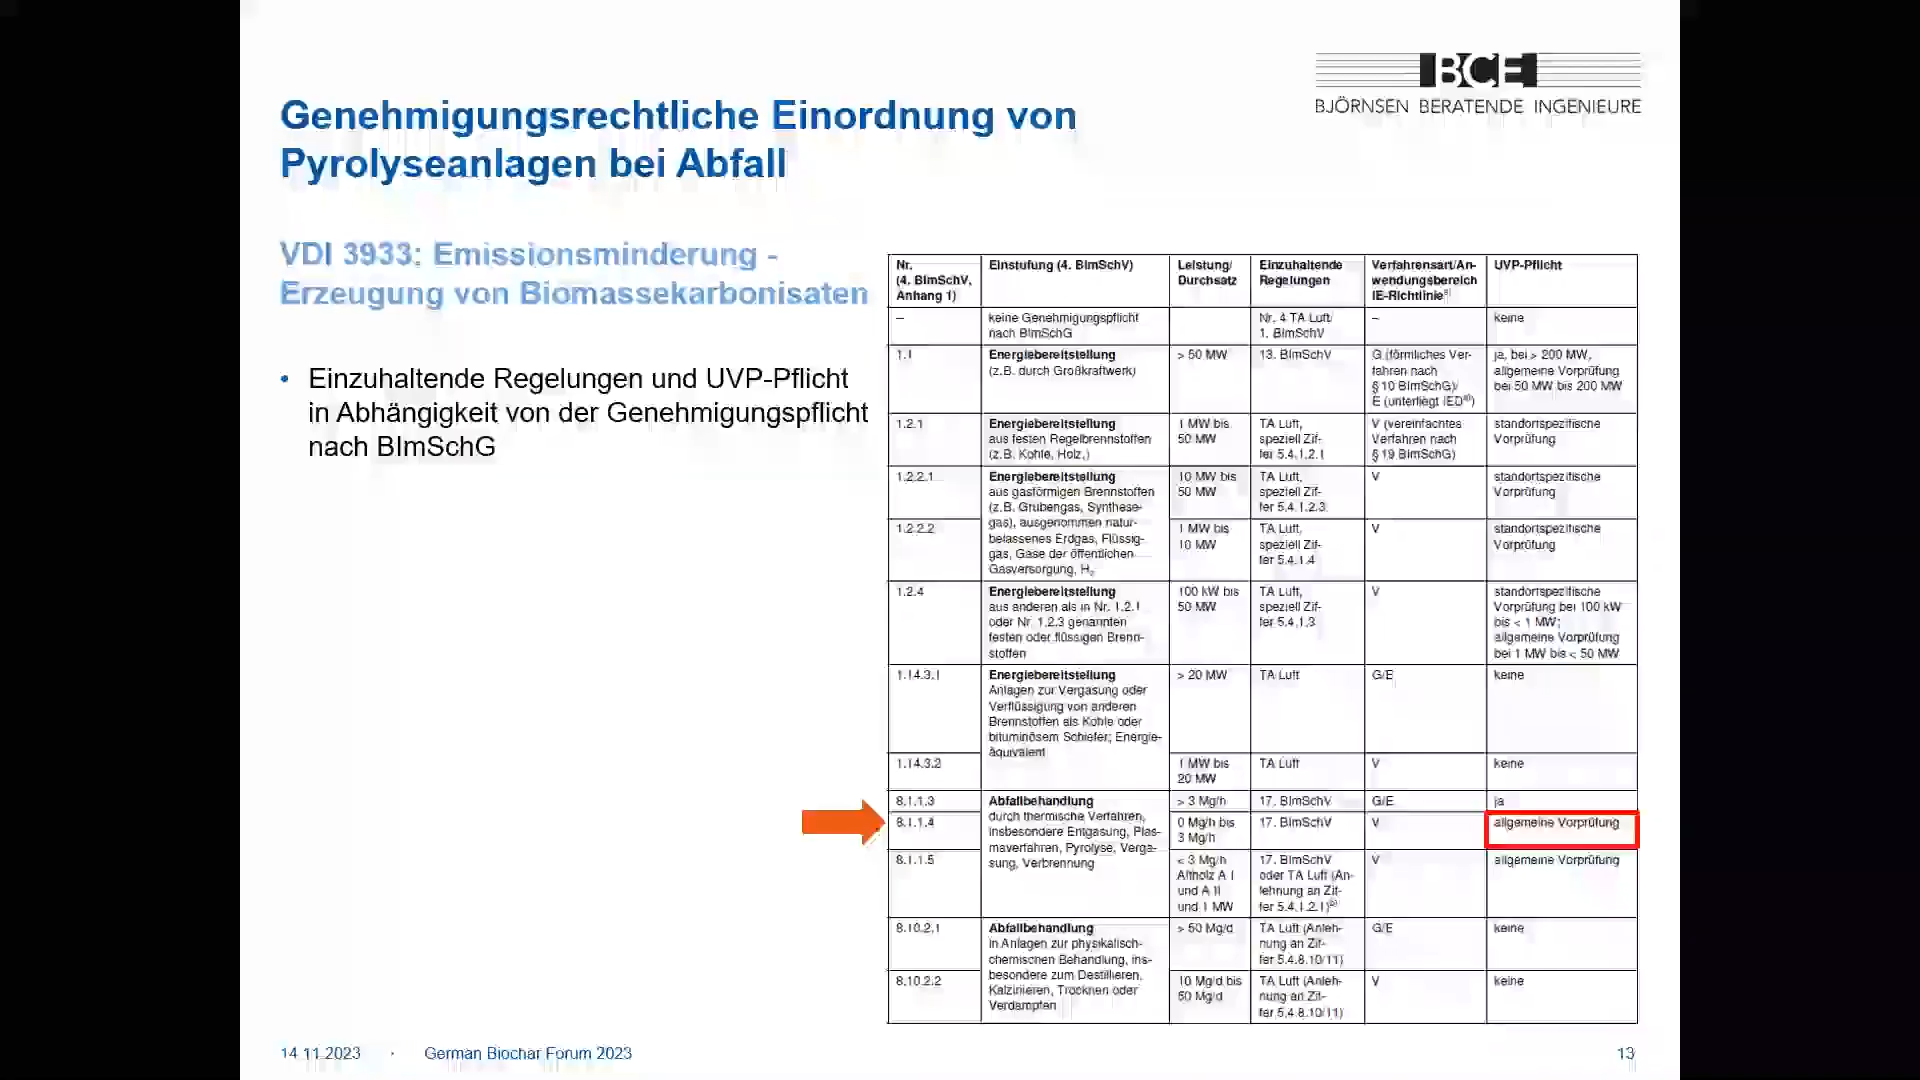 BCE
BJÖRNSEN BERATENDE INGENIEURE
Genehmigungsrechtliche Einordnung von
Pyrolyseanlagen bei Abfall
VDI 3933: Emissionsminderung -
Erzeugung von Biomassekarbonisaten
• Einzuhaltende Regelungen und UVP-Pflicht
in Abhängigkeit von der Genehmigungspflicht
nach BImSchG
Nr. (4. BImSchV, Anhang 1) Einstufung (4. BImSchV) Leistung/ Durchsatz Einzuhaltende Regelungen Verfahrensart/An- wendungsbereich IE-Richtlinie a) UVP-Pflicht
– keine Genehmigungspflicht nach BImSchG Nr. 4 TA Luft/ 1. BImSchV – keine
1.1 Energiebereitstellung (z.B. durch Großkraftwerk) > 50 MW 13. BImSchV G (förmliches Ver- fahren nach § 10 BImSchG)/ E (unterliegt IED a)) ja, bei > 200 MW, allgemeine Vorprüfung bei 50 MW bis 200 MW
1.2.1 Energiebereitstellung aus festen Regelbrennstoffen (z.B. Kohle, Holz,) 1 MW bis 50 MW TA Luft, speziell Zif- fer 5.4.1.2.1 V (vereinfachtes Verfahren nach § 19 BImSchG) standortspezifische Vorprüfung
1.2.2.1 Energiebereitstellung aus gasförmigen Brennstoffen (z.B. Grubengas, Synthese- gas), ausgenommen natur- belassenes Erdgas, Flüssig- gas, Gase der öffentlichen Gasversorgung, H2 10 MW bis 50 MW TA Luft, speziell Zif- fer 5.4.1.2.3 V standortspezifische Vorprüfung
1.2.2.2 1 MW bis 10 MW TA Luft, speziell Zif- fer 5.4.1.4 V standortspezifische Vorprüfung
1.2.4 Energiebereitstellung aus anderen als in Nr. 1.2.1 oder Nr. 1.2.3 genannten festen oder flüssigen Brenn- stoffen 100 kW bis 50 MW TA Luft, speziell Zif- fer 5.4.1.3 V standortspezifische Vorprüfung bei 100 kW bis < 1 MW; allgemeine Vorprüfung bei 1 MW bis < 50 MW
1.14.3.1 Energiebereitstellung Anlagen zur Vergasung oder Verflüssigung von anderen Brennstoffen als Kohle oder bituminösem Schiefer; Energie- äquivalent > 20 MW TA Luft G/E keine
1.14.3.2 1 MW bis 20 MW TA Luft V keine
8.1.1.3 Abfallbehandlung durch thermische Verfahren, insbesondere Entgasung, Plas- maverfahren, Pyrolyse, Verga- sung, Verbrennung > 3 Mg/h 17. BImSchV G/E ja
8.1.1.4 0 Mg/h bis 3 Mg/h 17. BImSchV V allgemeine Vorprüfung
8.1.1.5 < 3 Mg/h Altholz A I und A II und 1 MW 17. BImSchV oder TA Luft (An- lehnung an Zif- fer 5.4.1.2.1) b) V allgemeine Vorprüfung
8.10.2.1 Abfallbehandlung in Anlagen zur physikalisch- chemischen Behandlung, ins- besondere zum Destillieren, Kalzinieren, Trocknen oder Verdampfen > 50 Mg/d TA Luft (Anleh- nung an Zif- fer 5.4.8.10/11) G/E keine
8.10.2.2 10 Mg/d bis 50 Mg/d TA Luft (Anleh- nung an Zif- fer 5.4.8.10/11) V keine
14.11.2023 · German Biochar Forum 2023 13